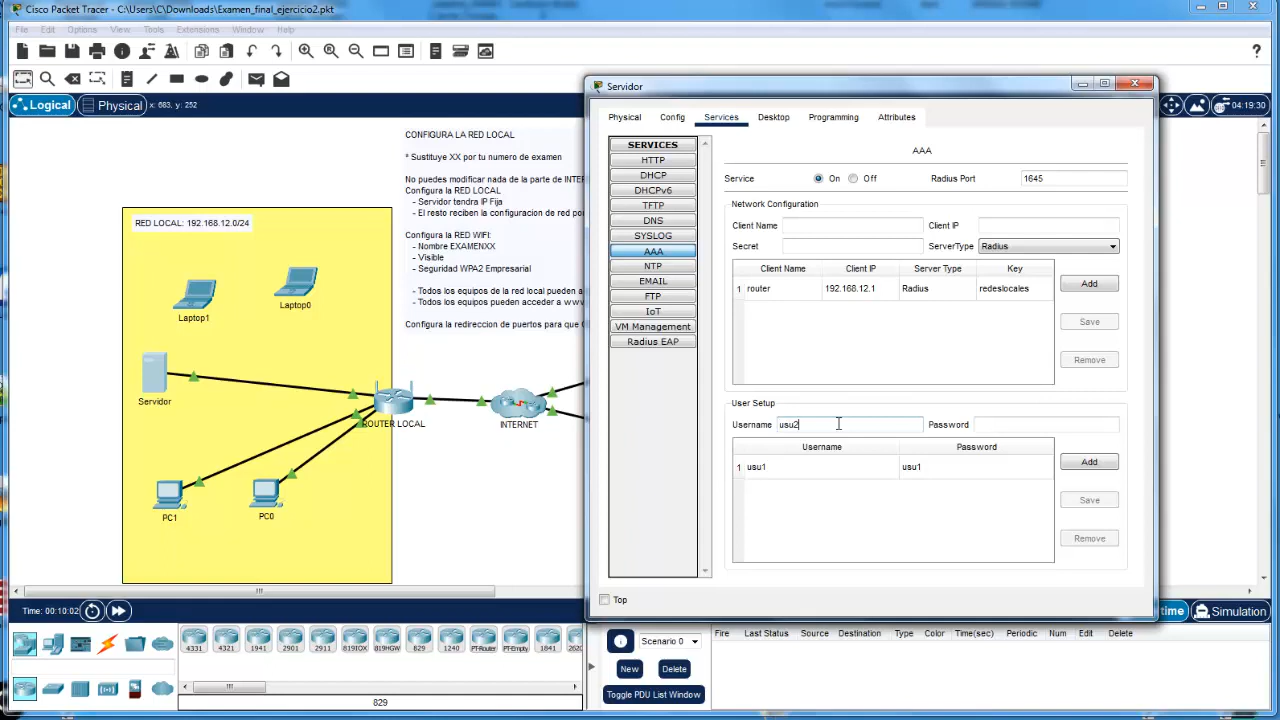 Cisco Packet Tracer - C:\Users\C\Downloads\Examen_final_ejercicio2.pkt
File Edit Options View Tools Extensions Window Help
?
Logical Physical x: 683, y: 252
04:19:30
CONFIGURA LA RED LOCAL
* Sustituye XX por tu numero de examen
No puedes modificar nada de la parte de INTER
Configura la RED LOCAL
- Servidor tendra IP Fija
- El resto reciben la configuracion de red po
Configura la RED WIFI:
- Nombre EXAMENXX
- Visible
- Seguridad WPA2 Empresarial
- Todos los equipos de la red local pueden a
- Todos los equipos pueden acceder a www
Configura la redireccion de puertos para que
RED LOCAL: 192.168.12.0/24
Laptop1
Laptop0
Servidor
ROUTER LOCAL
INTERNET
PC1
PC0
Servidor
Physical Config Services Desktop Programming Attributes
SERVICES
HTTP
DHCP
DHCPv6
TFTP
DNS
SYSLOG
AAA
NTP
EMAIL
FTP
IoT
VM Management
Radius EAP
AAA
Service On Off Radius Port 1645
Network Configuration
Client Name Client IP
Secret ServerType Radius
Client Name Client IP Server Type Key
1 router 192.168.12.1 Radius redeslocales
Add
Save
Remove
User Setup
Username usu2 Password
Username Password
1 usu1 usu1
Add
Save
Remove
Top
Time: 00:10:02
time Simulation
4331 4321 1941 2901 2911 819IOX 819HGW 829 1240 PT-Router PT-Empty 1841 2620
829
Scenario 0
New Delete
Toggle PDU List Window
Fire Last Status Source Destination Type Color Time(sec) Periodic Num Edit Delete